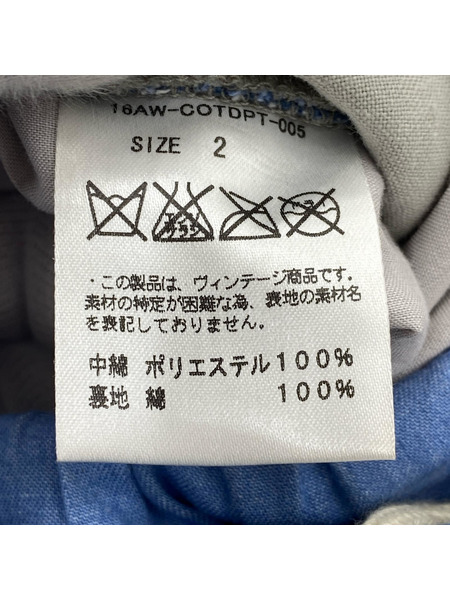 16AW-COTDPT-005
SIZE 2
・この製品は、ヴィンテージ商品です。
素材の特定が困難な為、表地の素材名
を表記しておりません。
中綿 ポリエステル100%
裏地 綿 100%